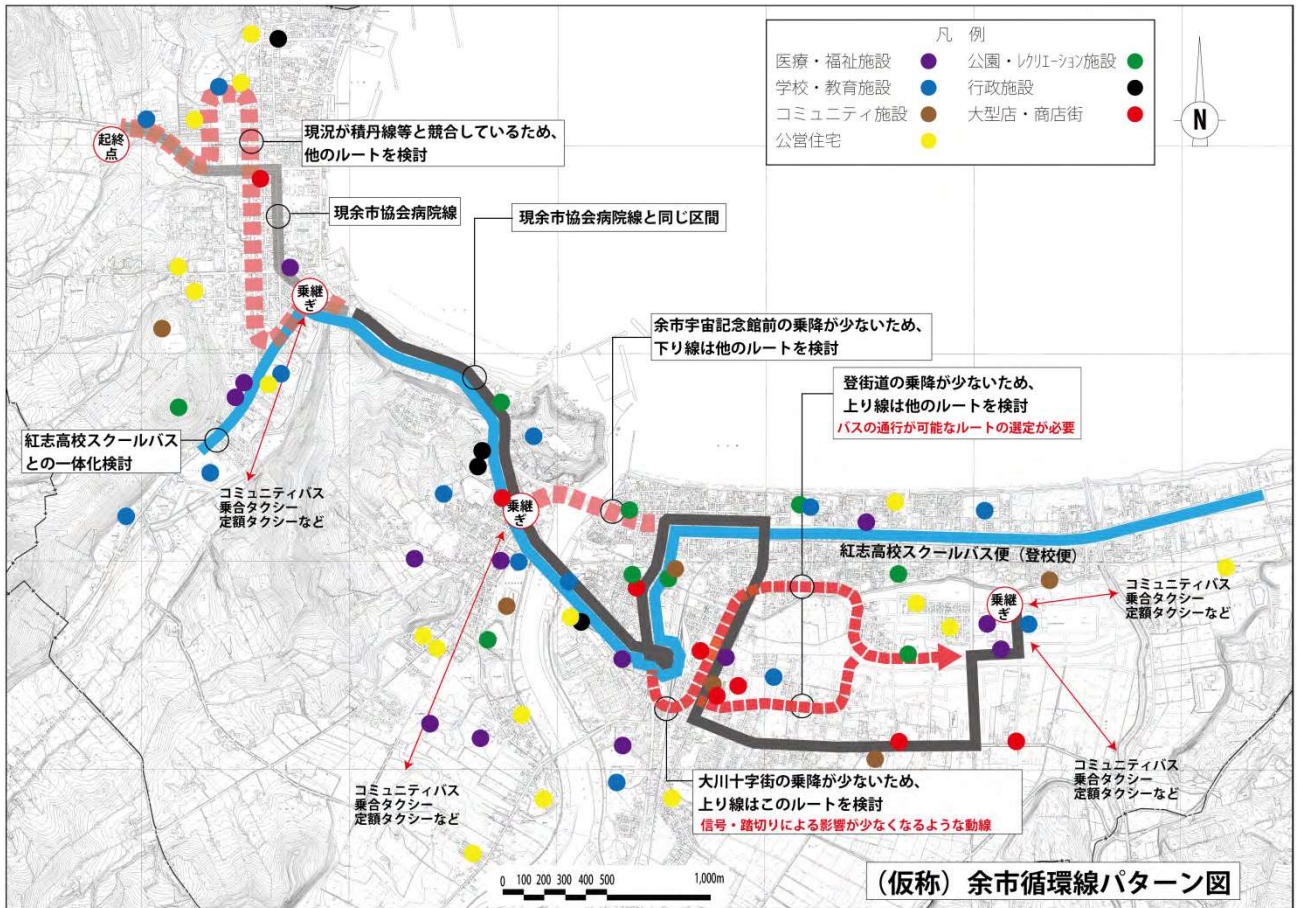 凡 例
医療・福祉施設
公園・レクリエーション施設
学校・教育施設
行政施設
コミュニティ施設
大型店・商店街
公営住宅
N
起終
点
現況が積丹線等と競合しているため、
他のルートを検討
現余市協会病院線
現余市協会病院線と同じ区間
乗継
ぎ
余市宇宙記念館前の乗降が少ないため、
下り線は他のルートを検討
登街道の乗降が少ないため、
上り線は他のルートを検討
バスの通行が可能なルートの選定が必要
紅志高校スクールバス
との一体化検討
コミュニティバス
乗合タクシー
定額タクシーなど
乗継
ぎ
紅志高校スクールバス便（登校便）
乗継
ぎ
コミュニティバス
乗合タクシー
定額タクシーなど
コミュニティバス
乗合タクシー
定額タクシーなど
コミュニティバス
乗合タクシー
定額タクシーなど
大川十字街の乗降が少ないため、
上り線はこのルートを検討
信号・踏切りによる影響が少なくなるような動線
0 100 200 300 400 500 1,000m
（仮称）余市循環線パターン図